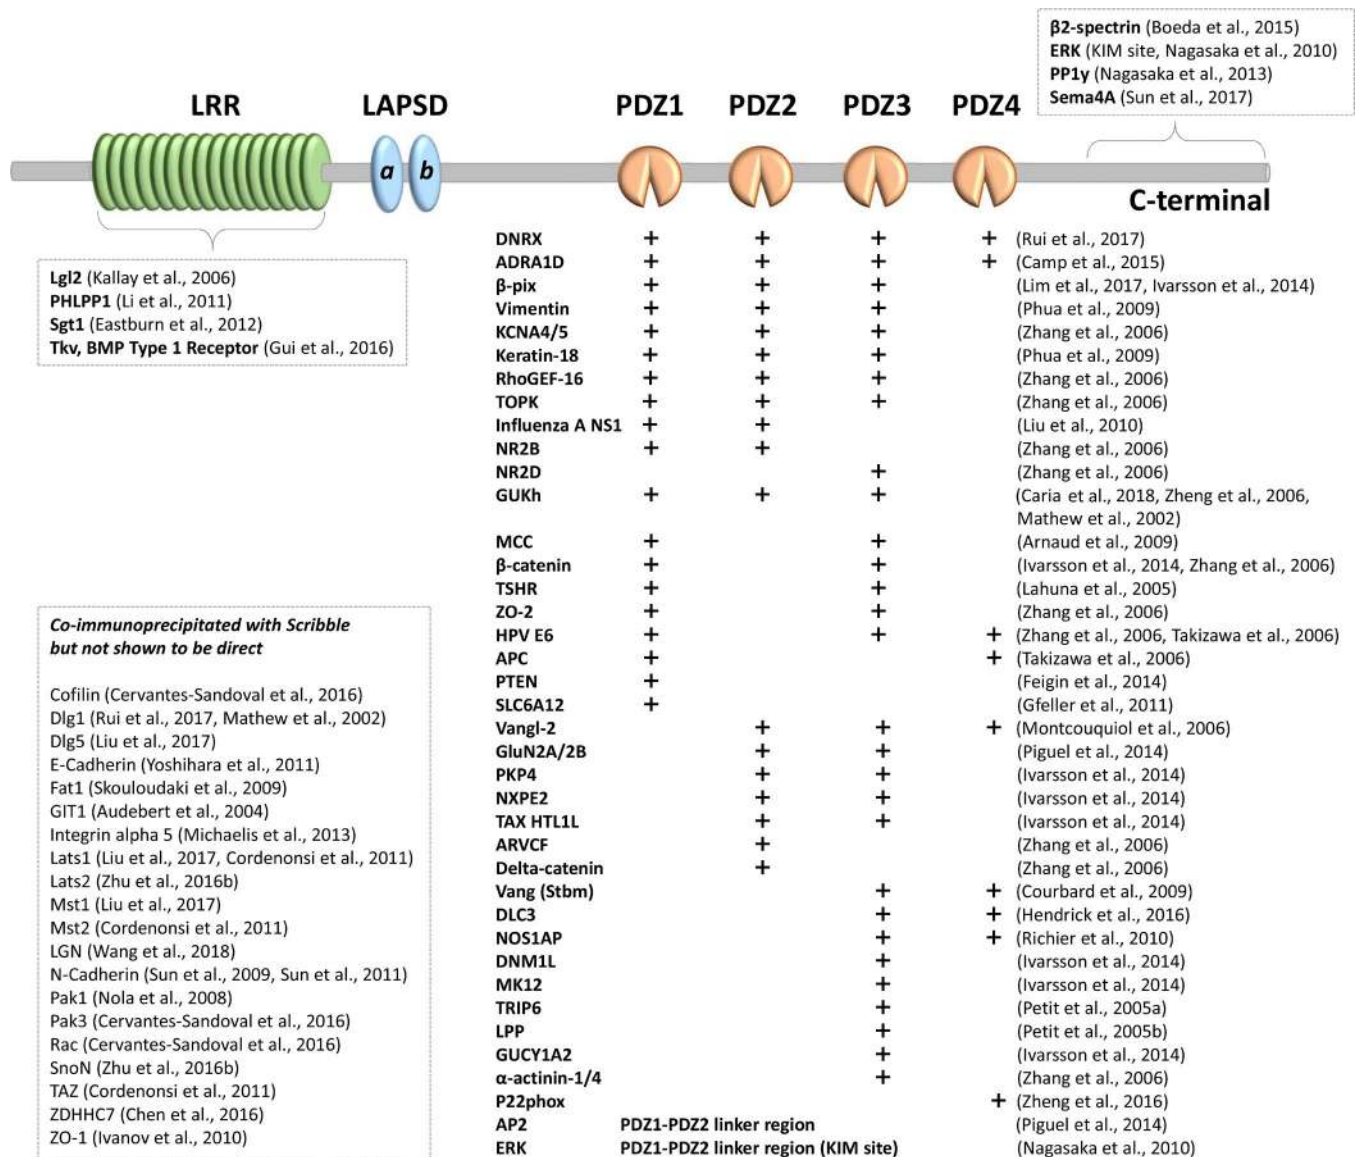 β2-spectrin (Boeda et al., 2015)
ERK (KIM site, Nagasaka et al., 2010)
PP1y (Nagasaka et al., 2013)
Sema4A (Sun et al., 2017)
LRR LAPSD PDZ1 PDZ2 PDZ3 PDZ4
a b
C-terminal
Lgl2 (Kallay et al., 2006)
PHLPP1 (Li et al., 2011)
Sgt1 (Eastburn et al., 2012)
Tkv, BMP Type 1 Receptor (Gui et al., 2016)
DNRX + + + + (Rui et al., 2017)
ADRA1D + + + + (Camp et al., 2015)
β-pix + + + (Lim et al., 2017, Ivarsson et al., 2014)
Vimentin + + + (Phua et al., 2009)
KCNA4/5 + + + (Zhang et al., 2006)
Keratin-18 + + + (Phua et al., 2009)
RhoGEF-16 + + + (Zhang et al., 2006)
TOPK + + + (Zhang et al., 2006)
Influenza A NS1 + + (Liu et al., 2010)
NR2B + + (Zhang et al., 2006)
NR2D + (Zhang et al., 2006)
GUKh + + + (Caria et al., 2018, Zheng et al., 2006,
Mathew et al., 2002)
MCC + + (Arnaud et al., 2009)
β-catenin + + (Ivarsson et al., 2014, Zhang et al., 2006)
TSHR + + (Lahuna et al., 2005)
ZO-2 + + (Zhang et al., 2006)
HPV E6 + + + (Zhang et al., 2006, Takizawa et al., 2006)
APC + + (Takizawa et al., 2006)
PTEN + (Feigin et al., 2014)
SLC6A12 + (Gfeller et al., 2011)
Vangl-2 + + + (Montcouquiol et al., 2006)
GluN2A/2B + + (Piguel et al., 2014)
PKP4 + + (Ivarsson et al., 2014)
NXPE2 + + (Ivarsson et al., 2014)
TAX HTL1L + + (Ivarsson et al., 2014)
ARVCF + (Zhang et al., 2006)
Delta-catenin + (Zhang et al., 2006)
Vang (Stbm) + + (Courbard et al., 2009)
DLC3 + + (Hendrick et al., 2016)
NOS1AP + + (Richier et al., 2010)
DNM1L + (Ivarsson et al., 2014)
MK12 + (Ivarsson et al., 2014)
TRIP6 + (Petit et al., 2005a)
LPP + (Petit et al., 2005b)
GUCY1A2 + (Ivarsson et al., 2014)
α-actinin-1/4 + (Zhang et al., 2006)
P22phox + (Zheng et al., 2016)
AP2 PDZ1-PDZ2 linker region (Piguel et al., 2014)
ERK PDZ1-PDZ2 linker region (KIM site) (Nagasaka et al., 2010)
Co-immunoprecipitated with Scribble
but not shown to be direct
Cofilin (Cervantes-Sandoval et al., 2016)
Dlg1 (Rui et al., 2017, Mathew et al., 2002)
Dlg5 (Liu et al., 2017)
E-Cadherin (Yoshihara et al., 2011)
Fat1 (Skouloudaki et al., 2009)
GIT1 (Audebert et al., 2004)
Integrin alpha 5 (Michaelis et al., 2013)
Lats1 (Liu et al., 2017, Cordenonsi et al., 2011)
Lats2 (Zhu et al., 2016b)
Mst1 (Liu et al., 2017)
Mst2 (Cordenonsi et al., 2011)
LGN (Wang et al., 2018)
N-Cadherin (Sun et al., 2009, Sun et al., 2011)
Pak1 (Nola et al., 2008)
Pak3 (Cervantes-Sandoval et al., 2016)
Rac (Cervantes-Sandoval et al., 2016)
SnoN (Zhu et al., 2016b)
TAZ (Cordenonsi et al., 2011)
ZDHHC7 (Chen et al., 2016)
ZO-1 (Ivanov et al., 2010)